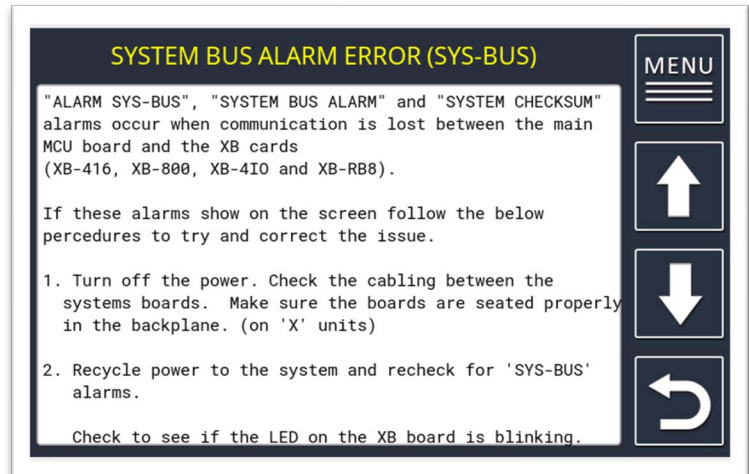 SYSTEM BUS ALARM ERROR (SYS-BUS)
MENU
"ALARM SYS-BUS", "SYSTEM BUS ALARM" and "SYSTEM CHECKSUM"
alarms occur when communication is lost between the main
MCU board and the XB cards
(XB-416, XB-800, XB-4IO and XB-RB8).
If these alarms show on the screen follow the below
percedures to try and correct the issue.
1. Turn off the power. Check the cabling between the
systems boards.  Make sure the boards are seated properly
in the backplane. (on 'X' units)
2. Recycle power to the system and recheck for 'SYS-BUS'
alarms.
Check to see if the LED on the XB board is blinking.